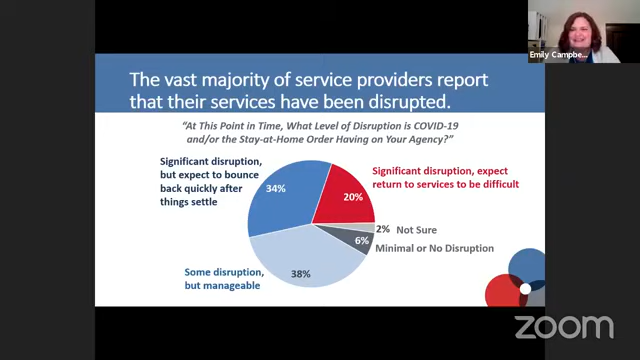 Emily Campbe...
The vast majority of service providers report
that their services have been disrupted.
“At This Point in Time, What Level of Disruption is COVID-19
and/or the Stay-at-Home Order Having on Your Agency?”
Significant disruption,
but expect to bounce
back quickly after
things settle
34%
Significant disruption, expect
return to services to be difficult
20%
2% Not Sure
6% Minimal or No Disruption
Some disruption,
but manageable
38%
zoom